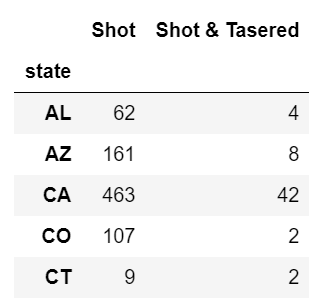 Shot Shot & Tasered
state
AL 62 4
AZ 161 8
CA 463 42
CO 107 2
CT 9 2